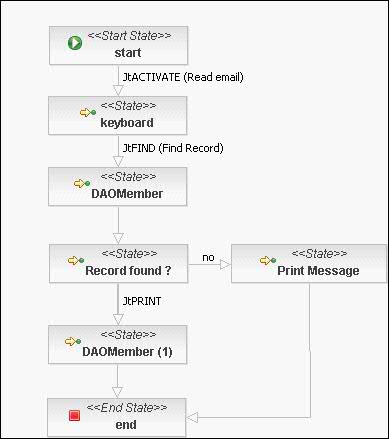 <<Start State>>
start
JtACTIVATE (Read email)
<<State>>
keyboard
JtFIND (Find Record)
<<State>>
DAOMember
<<State>>
Record found ?
no
<<State>>
Print Message
JtPRINT
<<State>>
DAOMember (1)
<<End State>>
end